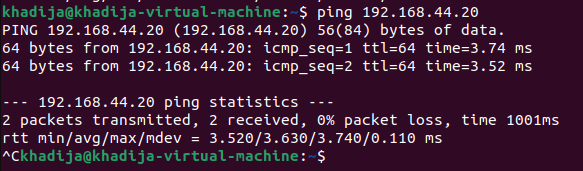 khadija@khadija-virtual-machine:~$ ping 192.168.44.20
PING 192.168.44.20 (192.168.44.20) 56(84) bytes of data.
64 bytes from 192.168.44.20: icmp_seq=1 ttl=64 time=3.74 ms
64 bytes from 192.168.44.20: icmp_seq=2 ttl=64 time=3.52 ms

--- 192.168.44.20 ping statistics ---
2 packets transmitted, 2 received, 0% packet loss, time 1001ms
rtt min/avg/max/mdev = 3.520/3.630/3.740/0.110 ms
^Ckhadija@khadija-virtual-machine:~$